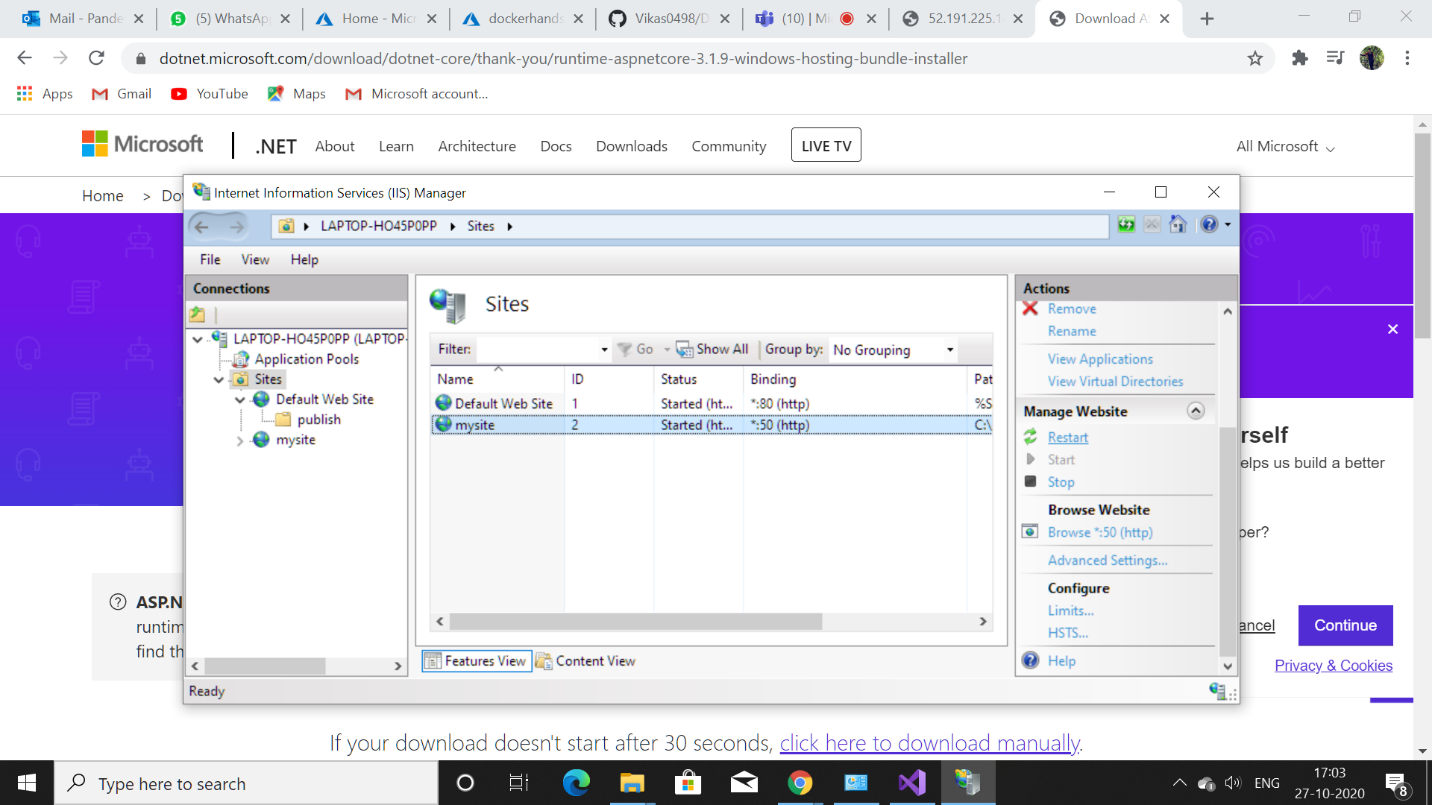 Mail - Pande
(5) WhatsAp
Home - Micr
dockerhands
Vikas0498/D
(10) | Mi
52.191.225.1
Download A
dotnet.microsoft.com/download/dotnet-core/thank-you/runtime-aspnetcore-3.1.9-windows-hosting-bundle-installer
Apps Gmail YouTube Maps Microsoft account...
Microsoft .NET About Learn Architecture Docs Downloads Community LIVE TV All Microsoft
Home > Do
Internet Information Services (IIS) Manager
LAPTOP-HO45P0PP Sites
File View Help
Connections
LAPTOP-HO45P0PP (LAPTOP-
Application Pools
Sites
Default Web Site
publish
mysite
Sites
Filter: Go Show All Group by: No Grouping
Name ID Status Binding Pat
Default Web Site 1 Started (ht... *:80 (http) %S
mysite 2 Started (ht... *:50 (http) C:\
Features View Content View
Actions
Remove
Rename
View Applications
View Virtual Directories
Manage Website
Restart
Start
Stop
Browse Website
Browse *:50 (http)
Advanced Settings...
Configure
Limits...
HSTS...
Help
Ready
rself
elps us build a better
per?
ancel Continue
Privacy & Cookies
ASP.N
runtim
find th
If your download doesn't start after 30 seconds, click here to download manually.
Type here to search
ENG
17:03
27-10-2020
8